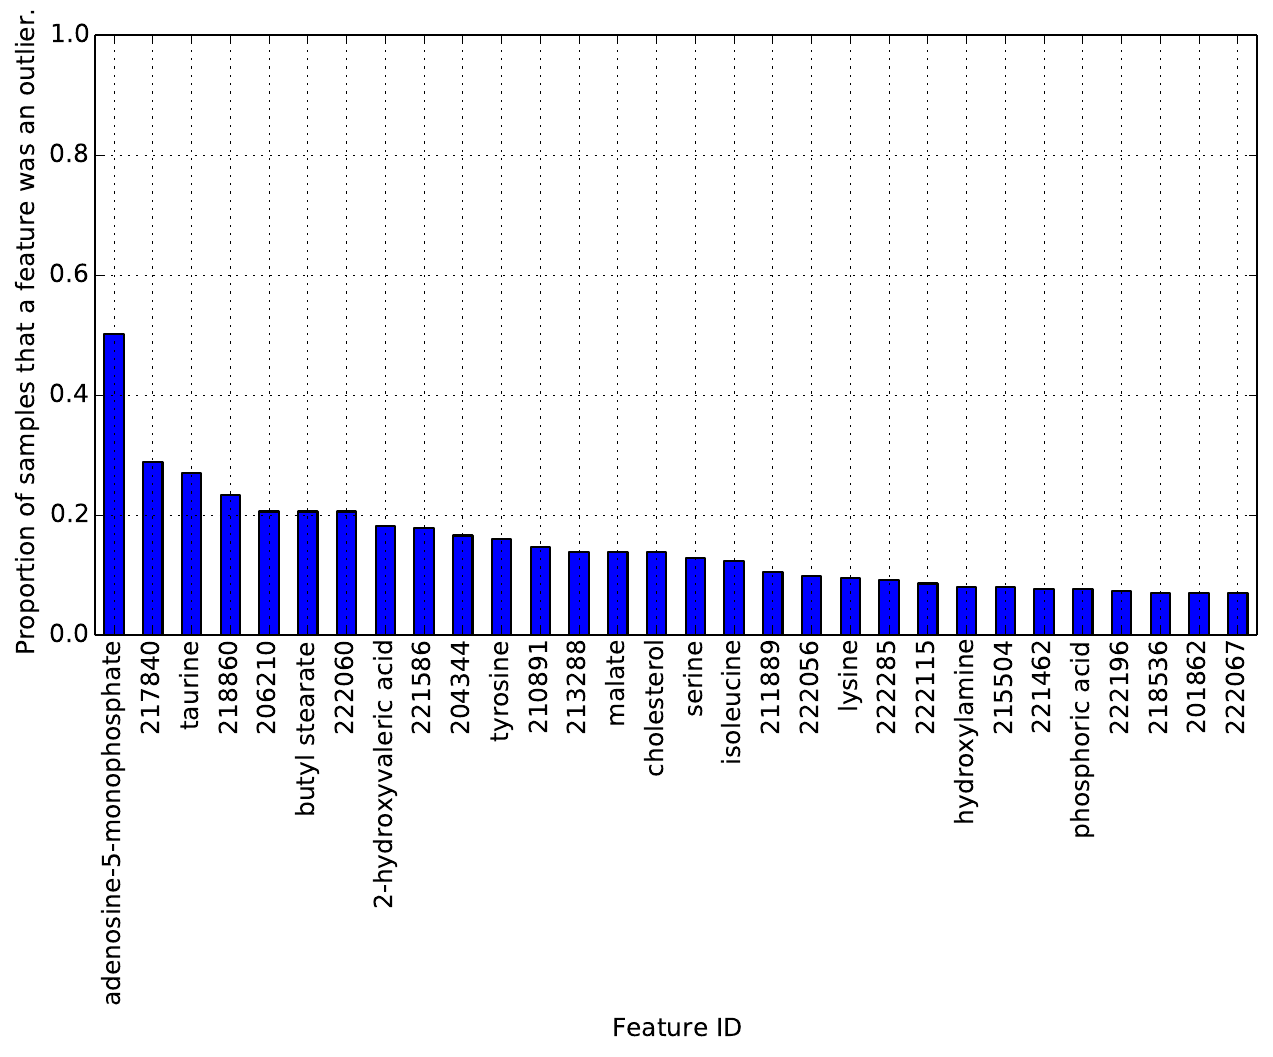 Proportion of samples that a feature was an outlier.
1.0
0.8
0.6
0.4
0.2
0.0
adenosine-5-monophosphate
217840
taurine
218860
206210
butyl stearate
222060
2-hydroxyvaleric acid
221586
204344
tyrosine
210891
213288
malate
cholesterol
serine
isoleucine
211889
222056
lysine
222285
222115
hydroxylamine
215504
221462
phosphoric acid
222196
218536
201862
222067
Feature ID